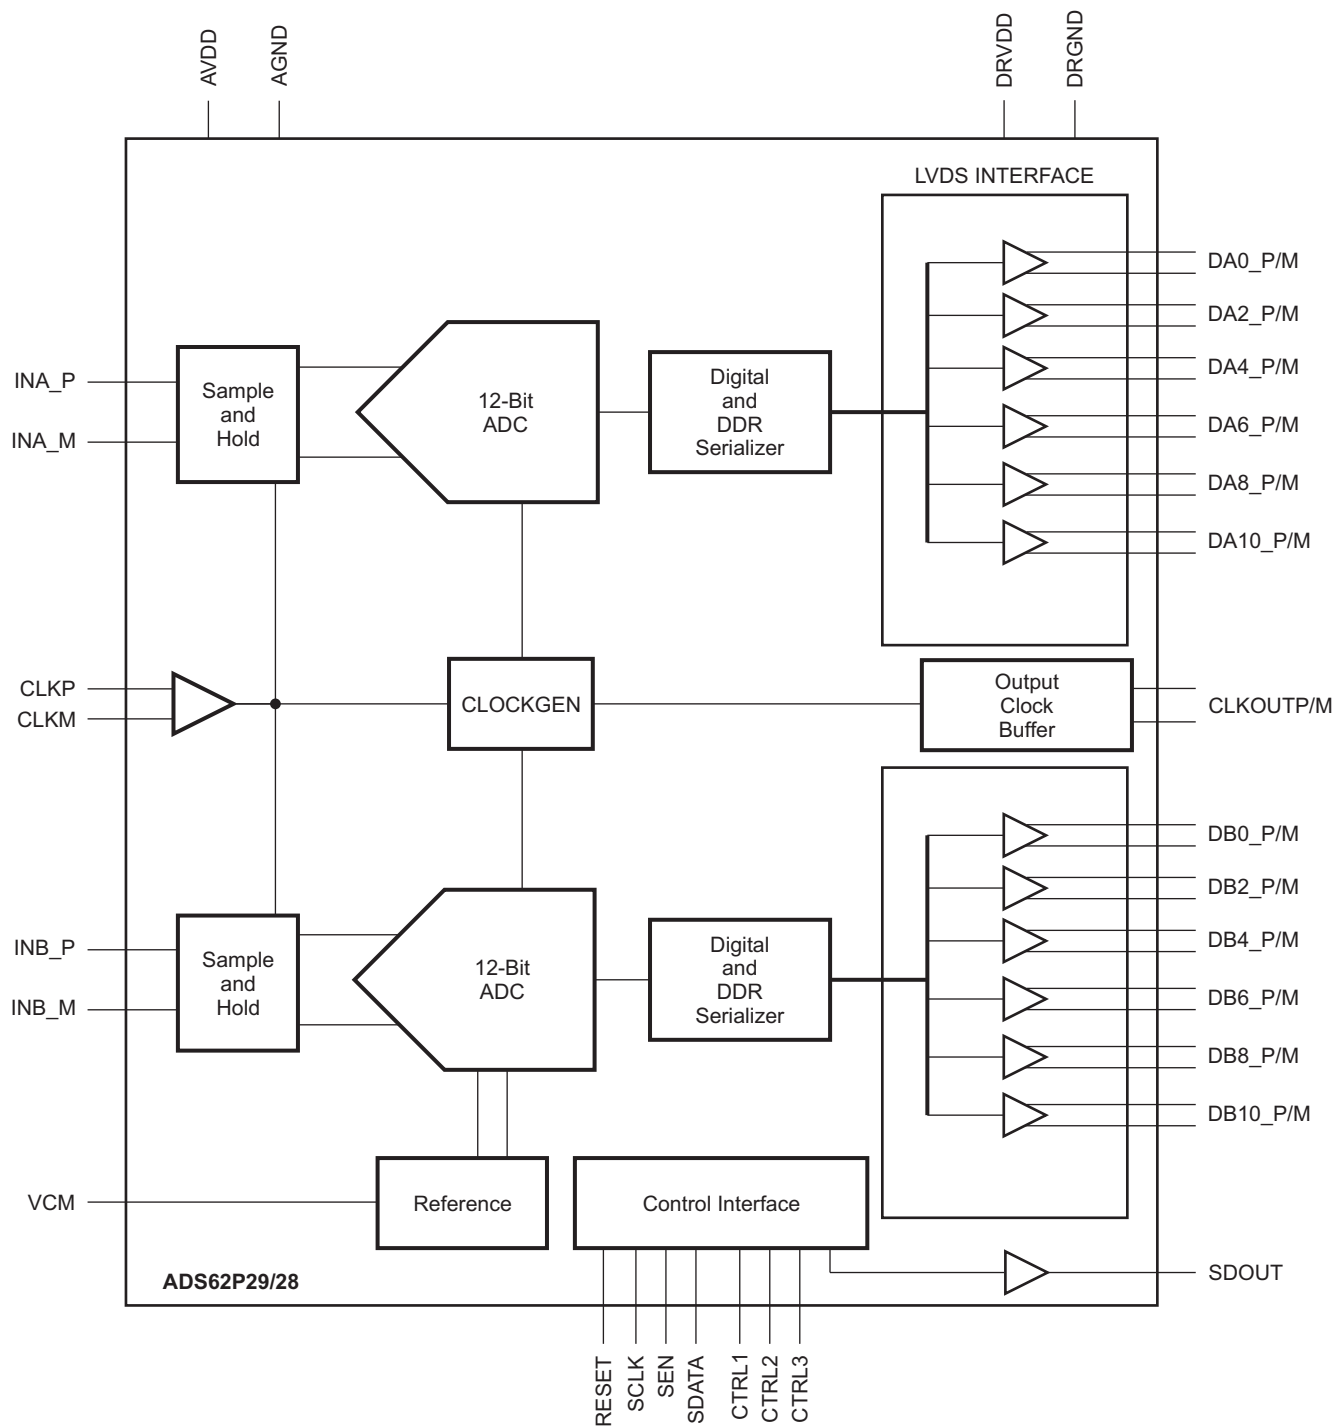 AVDD
AGND
DRVDD
DRGND
LVDS INTERFACE
DA0_P/M
DA2_P/M
DA4_P/M
DA6_P/M
DA8_P/M
DA10_P/M
INA_P
INA_M
Sample
and
Hold
12-Bit
ADC
Digital
and
DDR
Serializer
CLKP
CLKM
CLOCKGEN
Output
Clock
Buffer
CLKOUTP/M
DB0_P/M
DB2_P/M
DB4_P/M
DB6_P/M
DB8_P/M
DB10_P/M
INB_P
INB_M
Sample
and
Hold
12-Bit
ADC
Digital
and
DDR
Serializer
VCM
Reference
Control Interface
SDOUT
ADS62P29/28
RESET
SCLK
SEN
SDATA
CTRL1
CTRL2
CTRL3